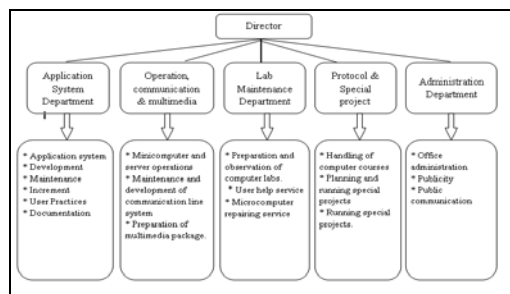 Director
Application
System
Department
Operation,
communication
& multimedia
Lab
Maintenance
Department
Protocol &
Special
project
Administration
Department
* Application system
* Development
* Maintenance
* Increment
* User Practices
* Documentation
* Minicomputer and
server operations
* Maintenance and
development of
communication line
system
* Preparation of
multimedia package.
* Preparation and
observation of
computer labs.
* User help service
* Microcomputer
repairing service
* Handling of
computer courses
* Planning and
running special
projects
* Running special
projects.
* Office
administration
* Publicity
* Public
communication